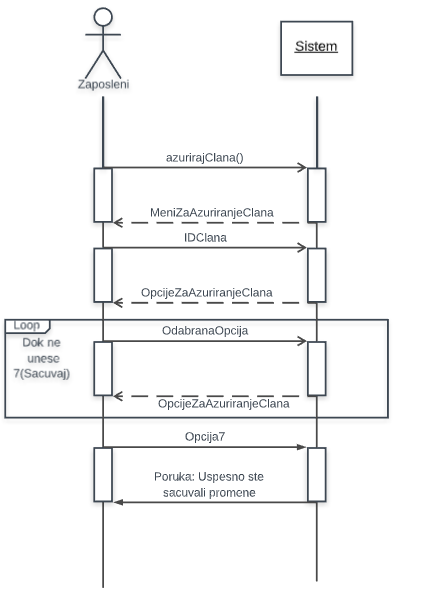 Zaposleni
Sistem
azurirajClana()
MeniZaAzuriranjeClana
IDClana
OpcijeZaAzuriranjeClana
Loop
Dok ne
unese
7(Sacuvaj)
OdabranaOpcija
OpcijeZaAzuriranjeClana
Opcija7
Poruka: Uspesno ste
sacuvali promene